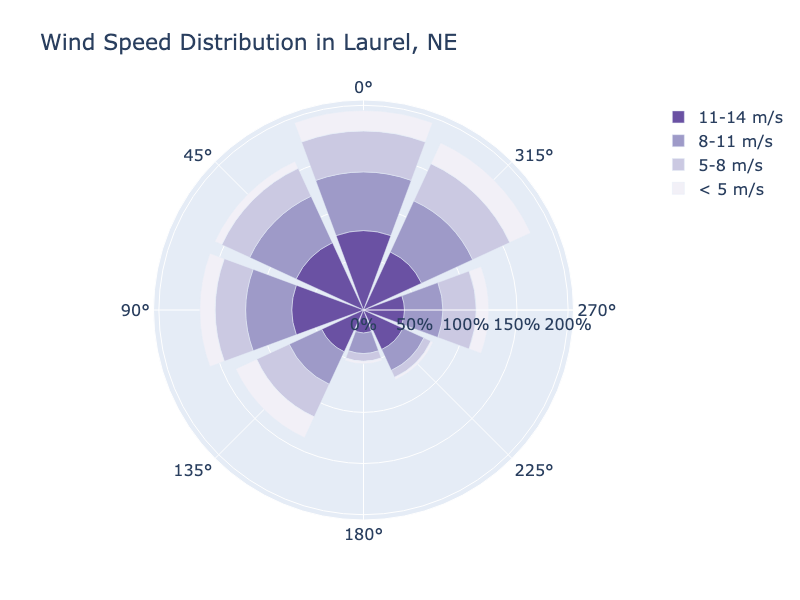 Wind Speed Distribution in Laurel, NE
0°
45°
315°
90°
270°
0%
50%
100%
150%
200%
135°
225°
180°
11-14 m/s
8-11 m/s
5-8 m/s
< 5 m/s